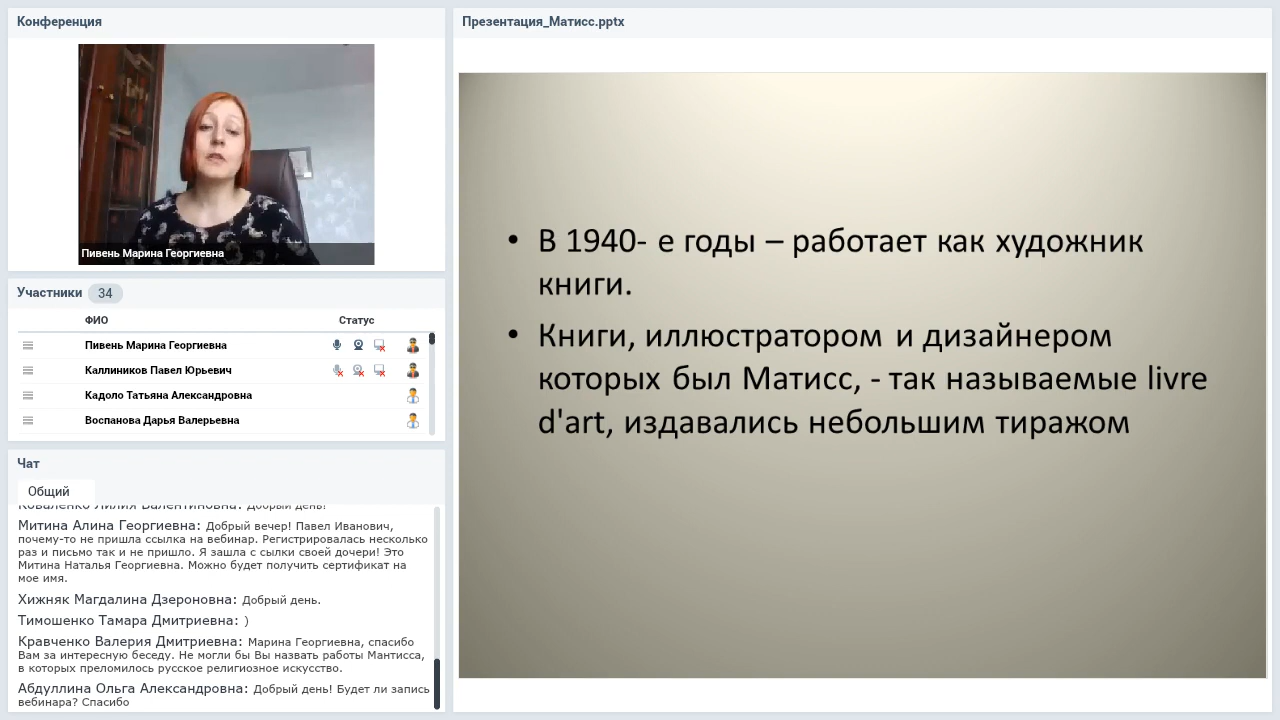 Конференция
Пивень Марина Георгиевна
Участники 34
ФИО Статус
Пивень Марина Георгиевна
Каллиников Павел Юрьевич
Кадоло Татьяна Александровна
Воспанова Дарья Валерьевна
Чат
Общий
Коваленко Лилия Валентиновна: Добрый день!
Митина Алина Георгиевна: Добрый вечер! Павел Иванович,
почему-то не пришла ссылка на вебинар. Регистрировалась несколько
раз и письмо так и не пришло. Я зашла с сылки своей дочери! Это
Митина Наталья Георгиевна. Можно будет получить сертификат на
мое имя.
Хижняк Магдалина Дзероновна: Добрый день.
Тимошенко Тамара Дмитриевна: )
Кравченко Валерия Дмитриевна: Марина Георгиевна, спасибо
Вам за интересную беседу. Не могли бы Вы назвать работы Мантисса,
в которых преломилось русское религиозное искусство.
Абдуллина Ольга Александровна: Добрый день! Будет ли запись
вебинара? Спасибо
Презентация_Матисс.pptx
• В 1940- е годы – работает как художник
книги.
• Книги, иллюстратором и дизайнером
которых был Матисс, - так называемые livre
d'art, издавались небольшим тиражом